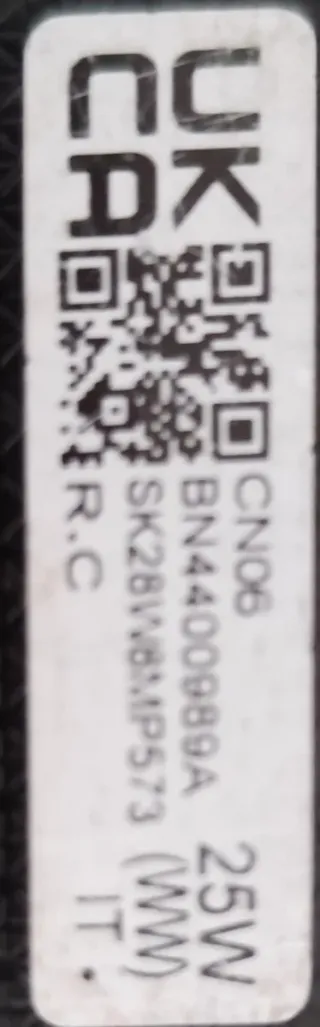 UK
CA
CN06
BN4400989A 25W
SK28W8MP573 (WW)
R.C IT.